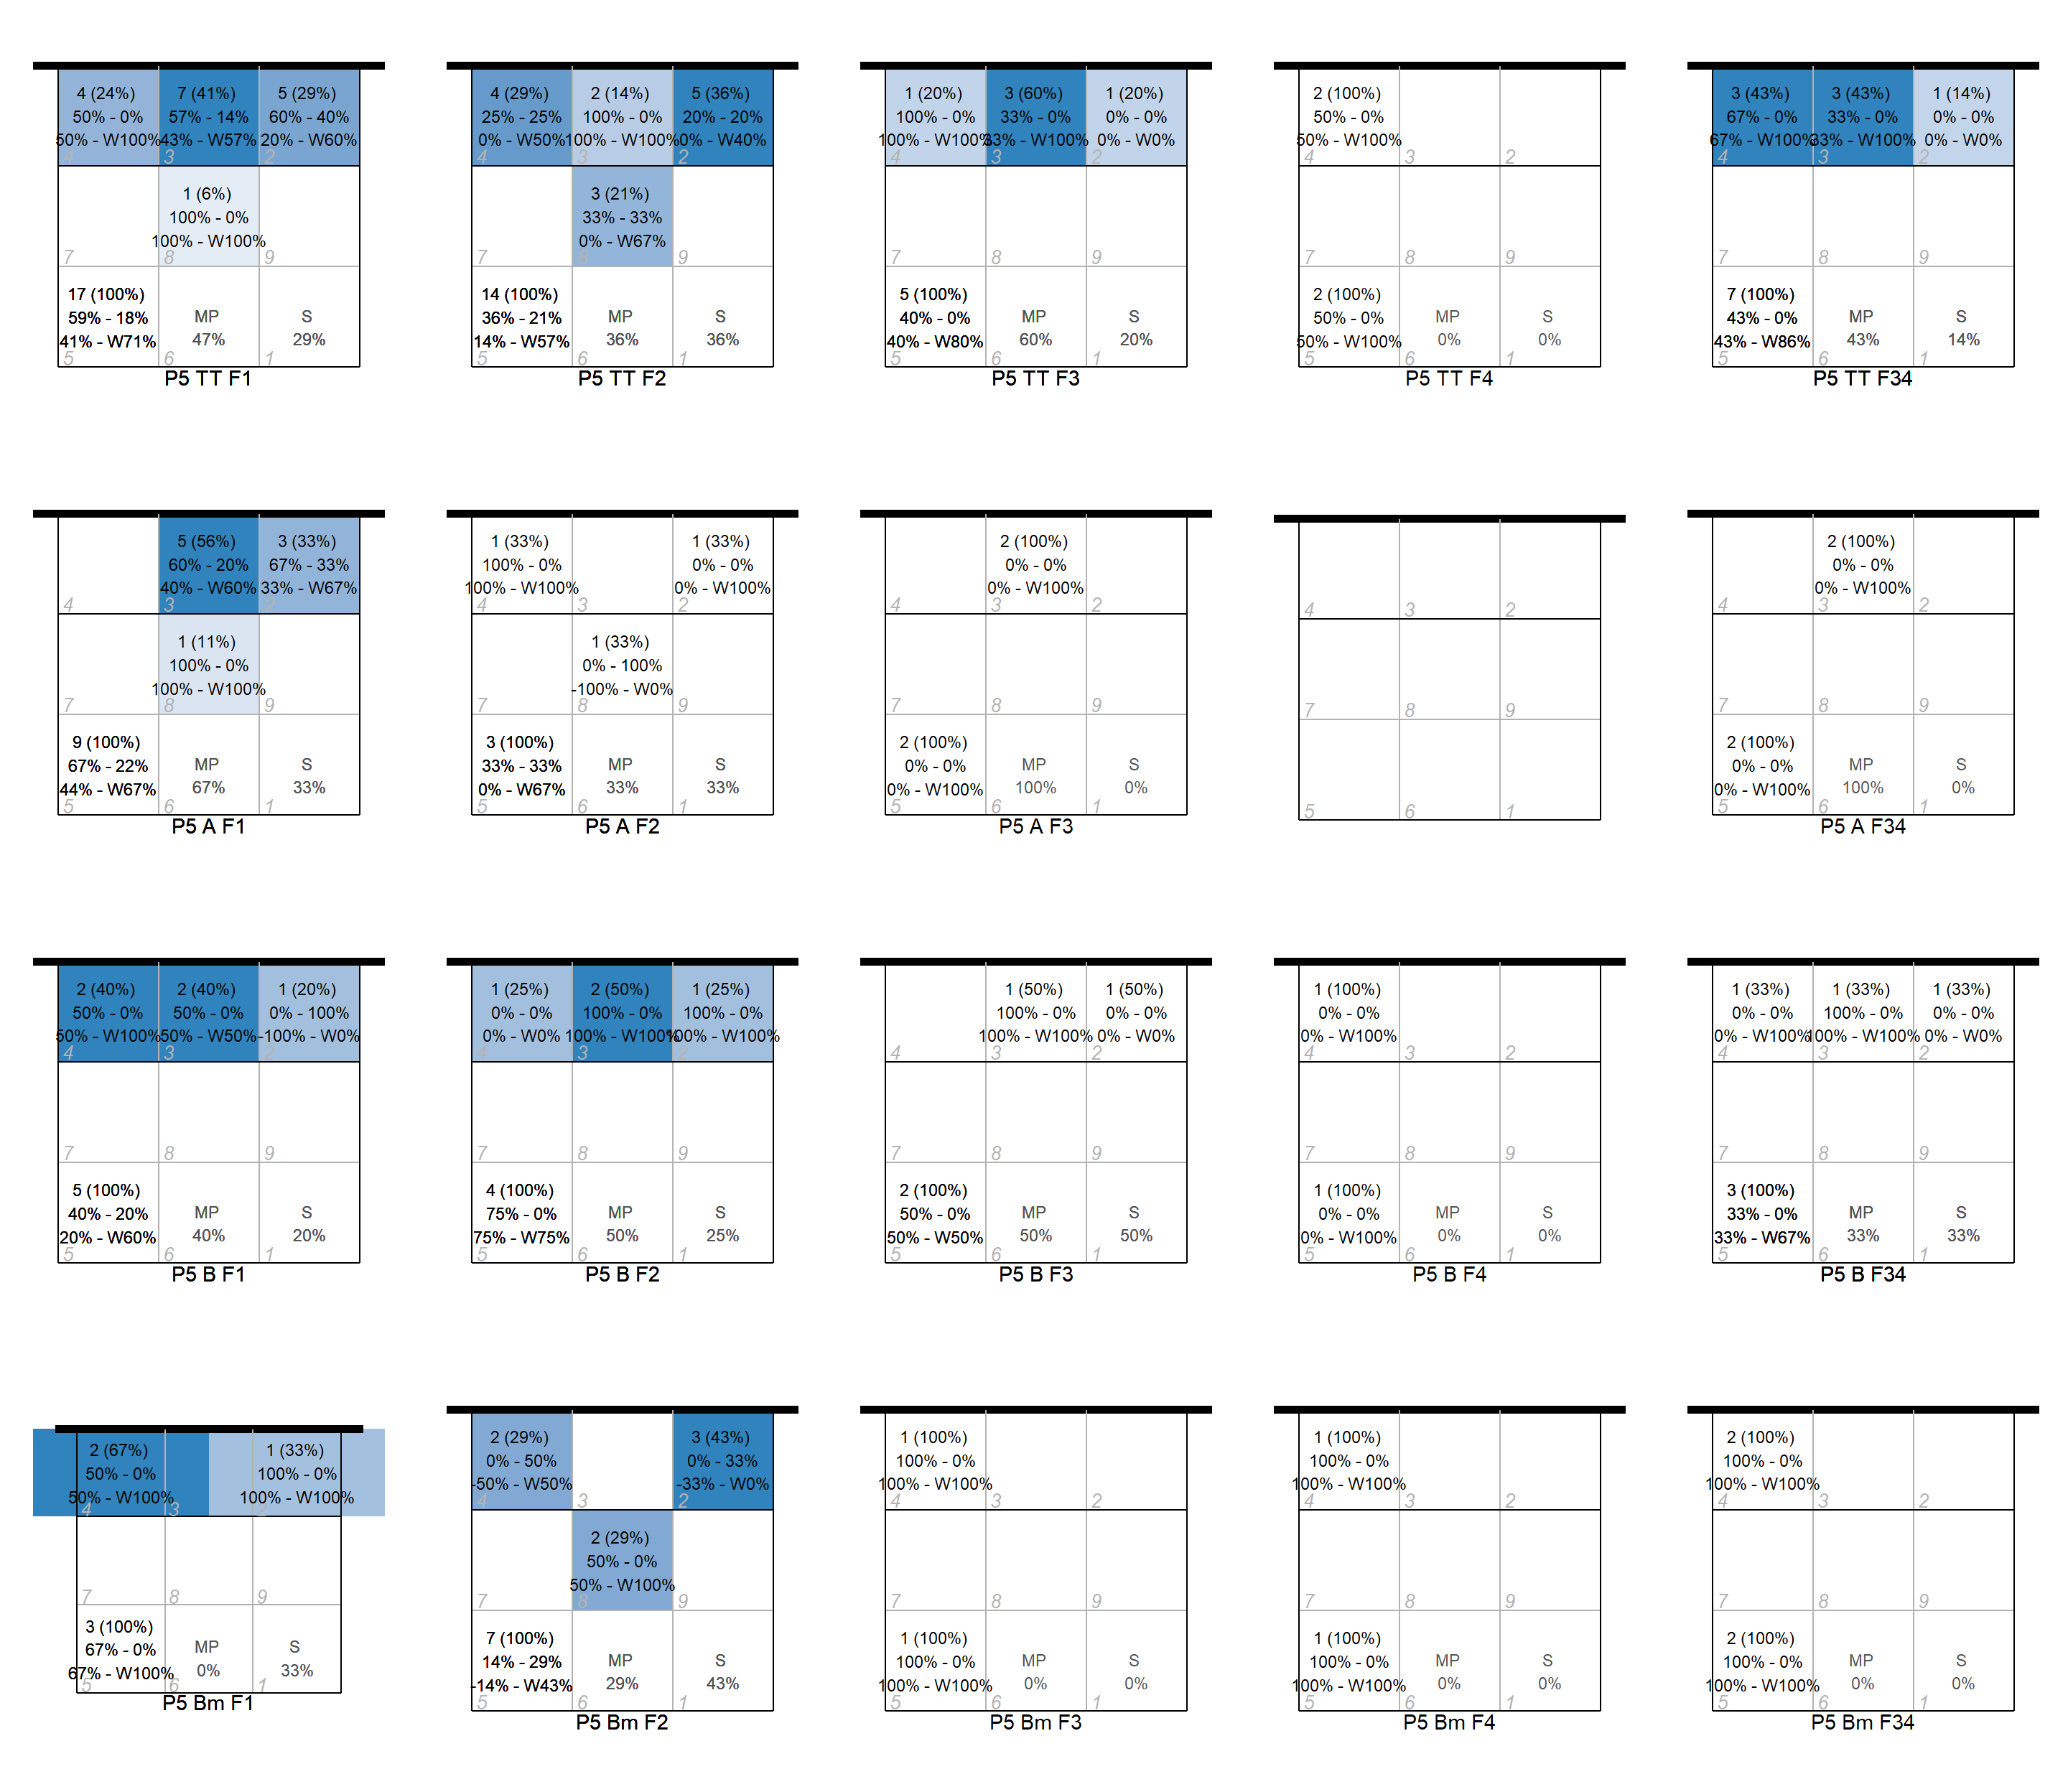 4 (24%)
50% - 0%
50% - W100%
4
7 (41%)
57% - 14%
43% - W57%
3
5 (29%)
60% - 40%
20% - W60%
2
7
1 (6%)
100% - 0%
100% - W100%
8
9
17 (100%)
59% - 18%
41% - W71%
5
MP
47%
6
S
29%
1
P5 TT F1
4 (29%)
25% - 25%
0% - W50%
4
2 (14%)
100% - 0%
100% - W100%
3
5 (36%)
20% - 20%
0% - W40%
2
7
3 (21%)
33% - 33%
0% - W67%
8
9
14 (100%)
36% - 21%
14% - W57%
5
MP
36%
6
S
36%
1
P5 TT F2
1 (20%)
100% - 0%
100% - W100%
4
3 (60%)
33% - 0%
33% - W100%
3
1 (20%)
0% - 0%
0% - W0%
2
7
8
9
5 (100%)
40% - 0%
40% - W80%
5
MP
60%
6
S
20%
1
P5 TT F3
2 (100%)
50% - 0%
50% - W100%
4
3
2
7
8
9
2 (100%)
50% - 0%
50% - W100%
5
MP
0%
6
S
0%
1
P5 TT F4
3 (43%)
67% - 0%
67% - W100%
4
3 (43%)
33% - 0%
33% - W100%
3
1 (14%)
0% - 0%
0% - W0%
2
7
8
9
7 (100%)
43% - 0%
43% - W86%
5
MP
43%
6
S
14%
1
P5 TT F34
4
5 (56%)
60% - 20%
40% - W60%
3
3 (33%)
67% - 33%
33% - W67%
2
7
1 (11%)
100% - 0%
100% - W100%
8
9
9 (100%)
67% - 22%
44% - W67%
5
MP
67%
6
S
33%
1
P5 A F1
1 (33%)
100% - 0%
100% - W100%
4
3
1 (33%)
0% - 0%
0% - W100%
2
7
1 (33%)
0% - 100%
-100% - W0%
8
9
3 (100%)
33% - 33%
0% - W67%
5
MP
33%
6
S
33%
1
P5 A F2
4
2 (100%)
0% - 0%
0% - W100%
3
2
7
8
9
2 (100%)
0% - 0%
0% - W100%
5
MP
100%
6
S
0%
1
P5 A F3
4
3
2
7
8
9
5
6
1
4
2 (100%)
0% - 0%
0% - W100%
3
2
7
8
9
2 (100%)
0% - 0%
0% - W100%
5
MP
100%
6
S
0%
1
P5 A F34
2 (40%)
50% - 0%
50% - W100%
4
2 (40%)
50% - 0%
50% - W50%
3
1 (20%)
0% - 100%
-100% - W0%
2
7
8
9
5 (100%)
40% - 20%
20% - W60%
5
MP
40%
6
S
20%
1
P5 B F1
1 (25%)
0% - 0%
0% - W0%
4
2 (50%)
100% - 0%
100% - W100%
3
1 (25%)
100% - 0%
100% - W100%
2
7
8
9
4 (100%)
75% - 0%
75% - W75%
5
MP
50%
6
S
25%
1
P5 B F2
4
1 (50%)
100% - 0%
100% - W100%
3
1 (50%)
0% - 0%
0% - W0%
2
7
8
9
2 (100%)
50% - 0%
50% - W50%
5
MP
50%
6
S
50%
1
P5 B F3
1 (100%)
0% - 0%
0% - W100%
4
3
2
7
8
9
1 (100%)
0% - 0%
0% - W100%
5
MP
0%
6
S
0%
1
P5 B F4
1 (33%)
0% - 0%
0% - W100%
4
1 (33%)
100% - 0%
100% - W100%
3
1 (33%)
0% - 0%
0% - W0%
2
7
8
9
3 (100%)
33% - 0%
33% - W67%
5
MP
33%
6
S
33%
1
P5 B F34
2 (67%)
50% - 0%
50% - W100%
4
3
1 (33%)
100% - 0%
100% - W100%
2
7
8
9
3 (100%)
67% - 0%
67% - W100%
5
MP
0%
6
S
33%
1
P5 Bm F1
2 (29%)
0% - 50%
-50% - W50%
4
3
3 (43%)
0% - 33%
-33% - W0%
2
7
2 (29%)
50% - 0%
50% - W100%
8
9
7 (100%)
14% - 29%
-14% - W43%
5
MP
29%
6
S
43%
1
P5 Bm F2
1 (100%)
100% - 0%
100% - W100%
4
3
2
7
8
9
1 (100%)
100% - 0%
100% - W100%
5
MP
0%
6
S
0%
1
P5 Bm F3
1 (100%)
100% - 0%
100% - W100%
4
3
2
7
8
9
1 (100%)
100% - 0%
100% - W100%
5
MP
0%
6
S
0%
1
P5 Bm F4
2 (100%)
100% - 0%
100% - W100%
4
3
2
7
8
9
2 (100%)
100% - 0%
100% - W100%
5
MP
0%
6
S
0%
1
P5 Bm F34